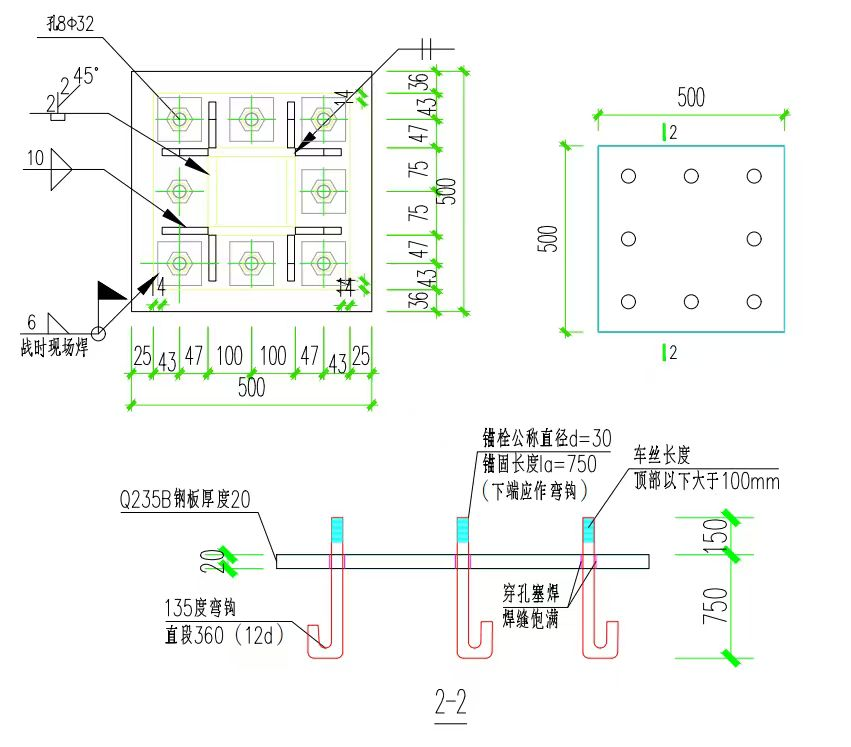 孔8Φ32
45°
2
2
10
6
战时现场焊
14
14
14
36
43
47
75
75
47
43
36
500
25
43
47
100
100
47
43
25
500
500
2
500
2
锚栓公称直径d=30
锚固长度la=750
(下端应作弯钩)
车丝长度
顶部以下大于100mm
Q235B钢板厚度20
20
150
750
135度弯钩
直段360(12d)
穿孔塞焊
焊缝饱满
2-2